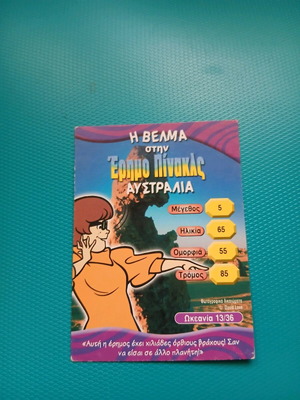 Η ΒΕΛΜΑ
στην
Έρημο Πίνακλς
ΑΥΣΤΡΑΛΙΑ
Μέγεθος 5
Ηλικία 65
Ομορφιά 55
Τρόμος 85
Ωκεανία 13/36
«Αυτή η έρημος έχει χιλιάδες όρθιους βράχους! Σαν
να είσαι σε άλλο πλανήτη!»